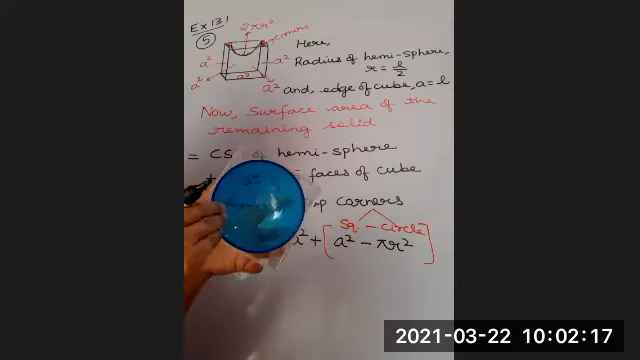 Ex 13.1
5
2πr²
corners
a²
a²
a²
a²
a²
Here,
Radius of hemi-sphere,
r = l/2
and, edge of cube, a = l
Now, Surface area of the
remaining solid
= CS of hemi-sphere
+ faces of cube
corners
Sq. - circle
+ [a² - πr²]
2021-03-22 10:02:17